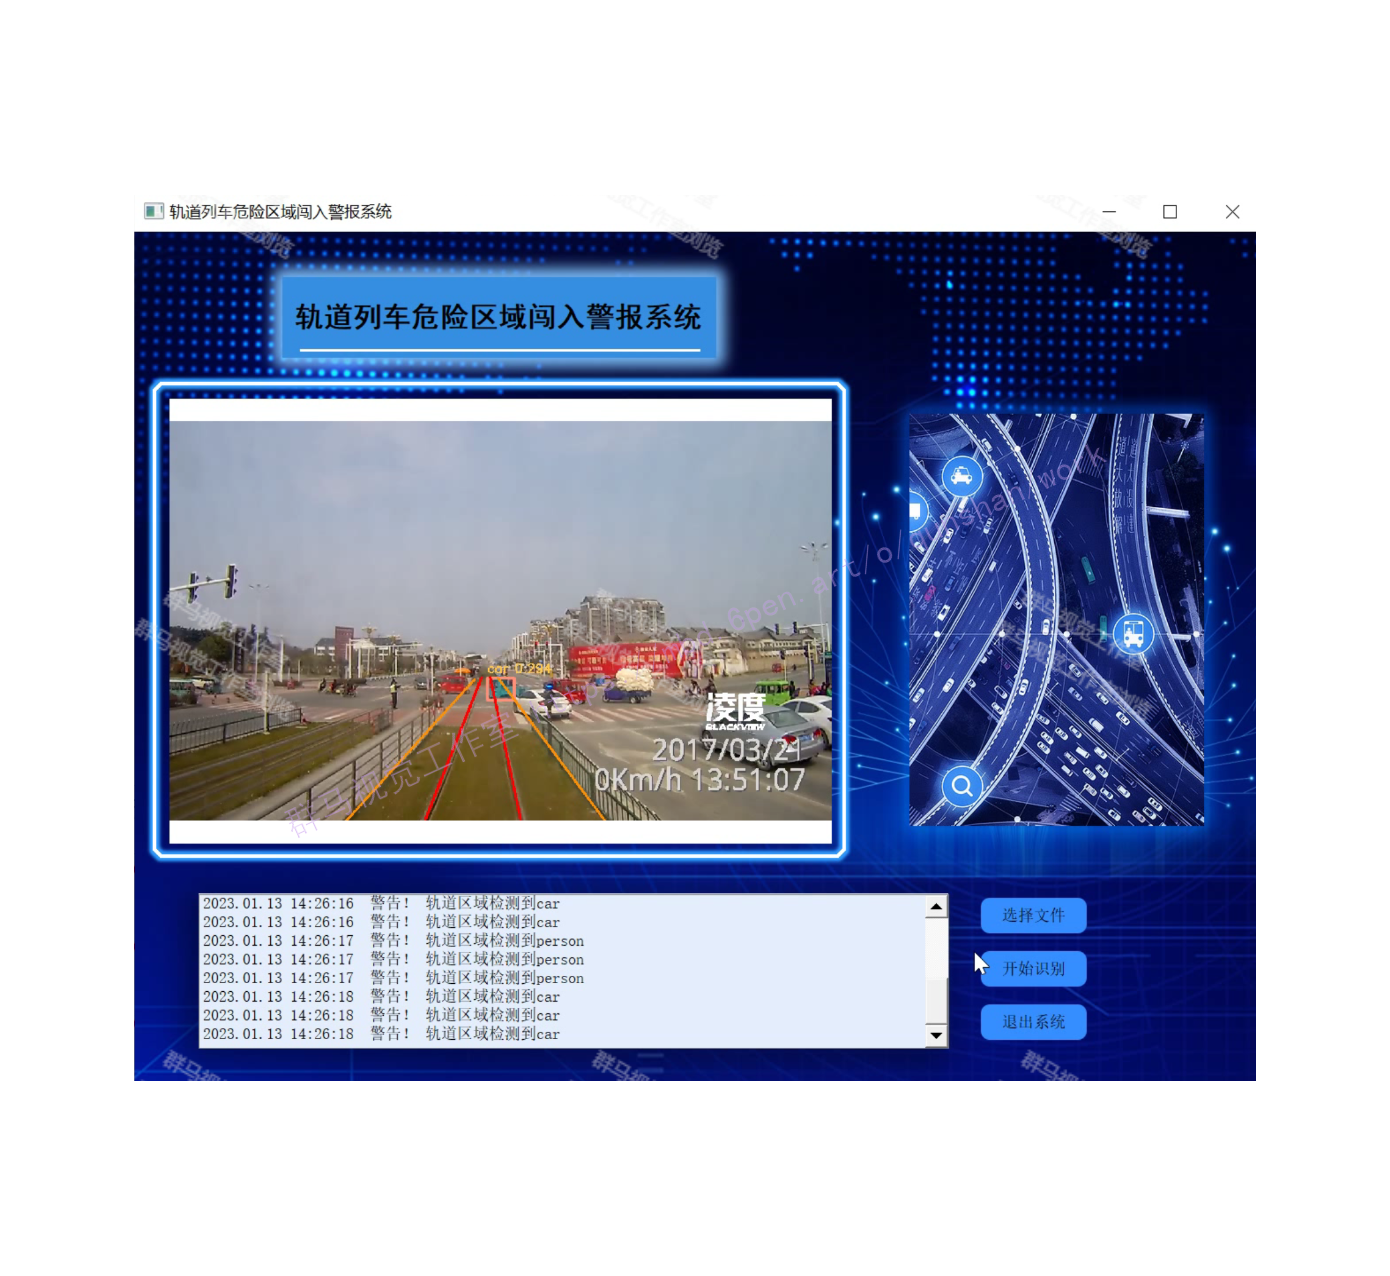 轨道列车危险区域闯入警报系统
轨道列车危险区域闯入警报系统
car 0.294
凌度
BLACKVIEW
2017/03/21
0Km/h 13:51:07
群马视觉工作室
2023.01.13 14:26:16 警告! 轨道区域检测到car
2023.01.13 14:26:16 警告! 轨道区域检测到car
2023.01.13 14:26:17 警告! 轨道区域检测到person
2023.01.13 14:26:17 警告! 轨道区域检测到person
2023.01.13 14:26:17 警告! 轨道区域检测到person
2023.01.13 14:26:18 警告! 轨道区域检测到car
2023.01.13 14:26:18 警告! 轨道区域检测到car
2023.01.13 14:26:18 警告! 轨道区域检测到car
选择文件
开始识别
退出系统